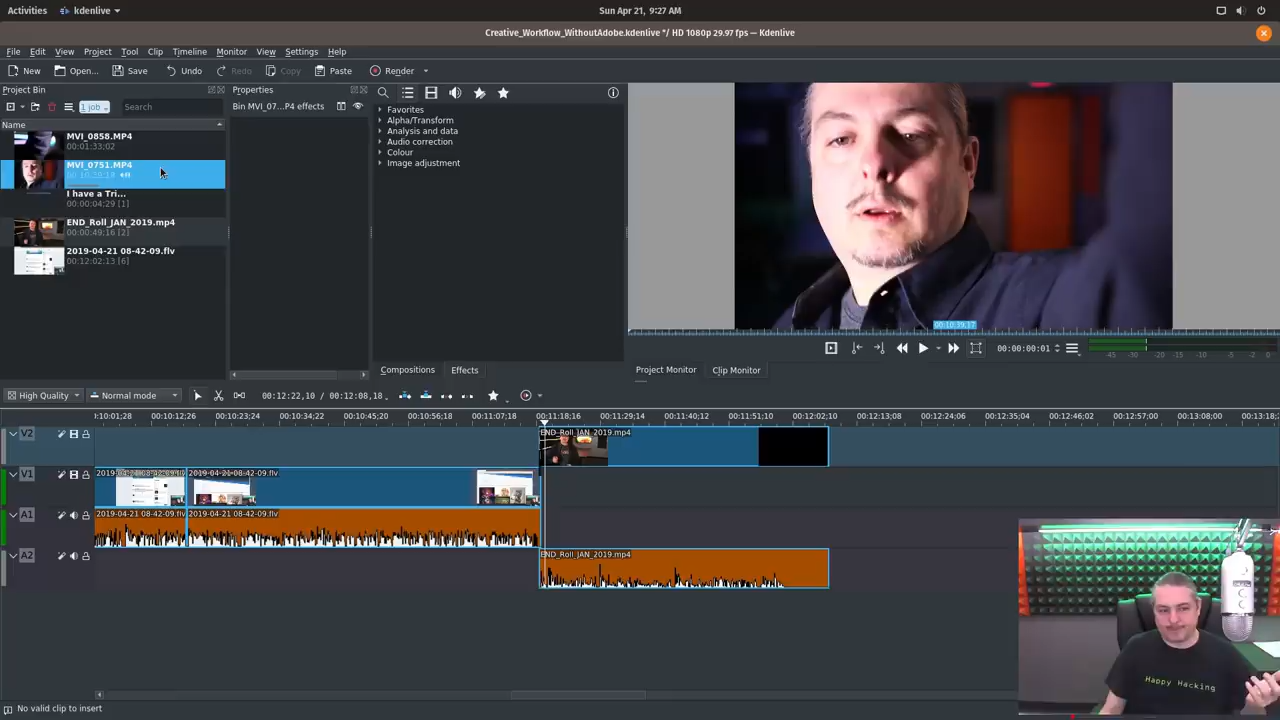 Activities
kdenlive
Sun Apr 21, 9:27 AM
Creative_Workflow_WithoutAdobe.kdenlive */ HD 1080p 29.97 fps — Kdenlive
File Edit View Project Tool Clip Timeline Monitor View Settings Help
New Open... Save Undo Redo Copy Paste Render
Project Bin
Properties
1 job
Search
Bin MVI_07...P4 effects
Name
MVI_0858.MP4
00:01:33;02
MVI_0751.MP4
I have a Tri...
00:00:04;29 [1]
END_Roll_JAN_2019.mp4
00:00:49;16 [2]
2019-04-21 08-42-09.flv
00:12:02;13 [6]
Favorites
Alpha/Transform
Analysis and data
Audio correction
Colour
Image adjustment
Compositions
Effects
00:10:39;17
00:00:00;01
-45 -30 -20 -15 -10 -5 -2 0
Project Monitor
Clip Monitor
High Quality
Normal mode
00:12:22,10 / 00:12:08,18
00:10:12;26 00:10:23;24 00:10:34;22 00:10:45;20 00:10:56;18 00:11:07;18 00:11:18;16 00:11:29;14 00:11:40;12 00:11:51;10 00:12:02;10 00:12:13;08 00:12:24;06 00:12:35;04 00:12:46;02 00:12:57;00 00:13:08;00
V2
END_Roll_JAN_2019.mp4
V1
2019-04-21 08-42-09.flv
2019-04-21 08-42-09.flv
A1
2019-04-21 08-42-09.flv
2019-04-21 08-42-09.flv
A2
END_Roll_JAN_2019.mp4
Happy Hacking
No valid clip to insert